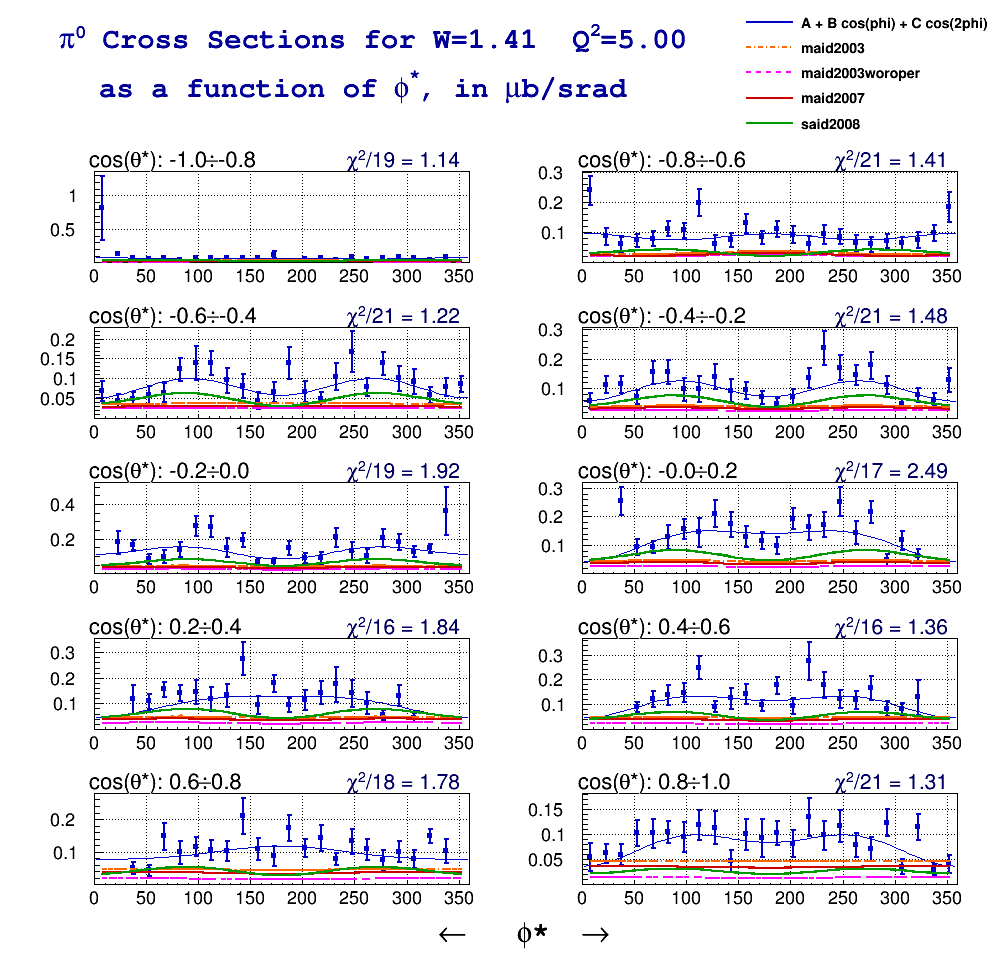 π⁰ Cross Sections for W=1.41 Q²=5.00
as a function of ϕ*, in μb/srad
A + B cos(phi) + C cos(2phi)
maid2003
maid2003woroper
maid2007
said2008
cos(θ*): -1.0÷-0.8 χ²/19 = 1.14
1
0.5
0 50 100 150 200 250 300 350
cos(θ*): -0.8÷-0.6 χ²/21 = 1.41
0.3
0.2
0.1
0 50 100 150 200 250 300 350
cos(θ*): -0.6÷-0.4 χ²/21 = 1.22
0.2
0.15
0.1
0.05
0 50 100 150 200 250 300 350
cos(θ*): -0.4÷-0.2 χ²/21 = 1.48
0.3
0.2
0.1
0 50 100 150 200 250 300 350
cos(θ*): -0.2÷0.0 χ²/19 = 1.92
0.4
0.2
0 50 100 150 200 250 300 350
cos(θ*): -0.0÷0.2 χ²/17 = 2.49
0.3
0.2
0.1
0 50 100 150 200 250 300 350
cos(θ*): 0.2÷0.4 χ²/16 = 1.84
0.3
0.2
0.1
0 50 100 150 200 250 300 350
cos(θ*): 0.4÷0.6 χ²/16 = 1.36
0.3
0.2
0.1
0 50 100 150 200 250 300 350
cos(θ*): 0.6÷0.8 χ²/18 = 1.78
0.2
0.1
0 50 100 150 200 250 300 350
cos(θ*): 0.8÷1.0 χ²/21 = 1.31
0.15
0.1
0.05
0 50 100 150 200 250 300 350
← ϕ* →